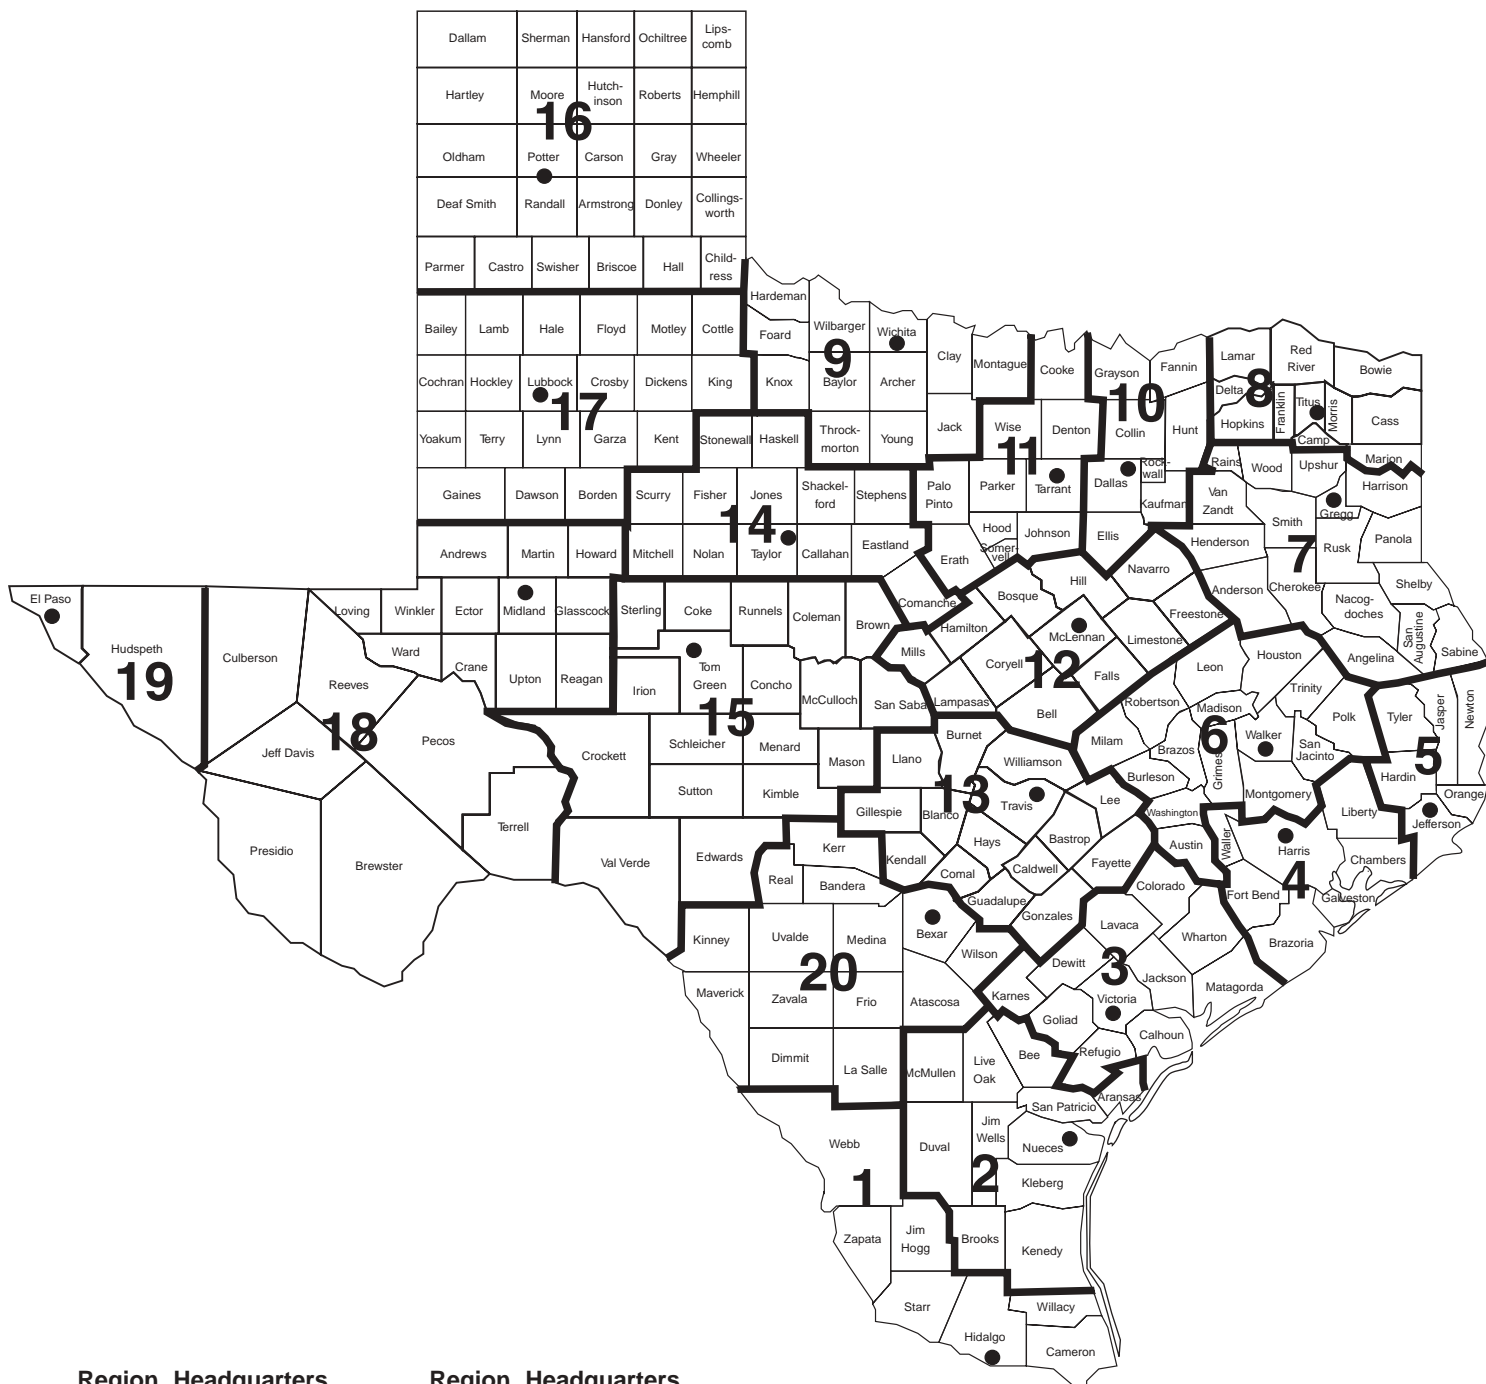 Dallam Sherman Hansford Ochiltree Lips-
comb
Hartley Moore Hutch-
inson Roberts Hemphill
16
Oldham Potter Carson Gray Wheeler
Deaf Smith Randall Armstrong Donley Collings-
worth
Parmer Castro Swisher Briscoe Hall Child-
ress
Hardeman
Bailey Lamb Hale Floyd Motley Cottle Foard Wilbarger Wichita
9
Clay Montague Cooke Grayson Fannin Lamar Red
River Bowie
Cochran Hockley Lubbock Crosby Dickens King Knox Baylor Archer
17
10
8
Delta Hopkins Franklin Titus Morris Cass
Camp
Yoakum Terry Lynn Garza Kent Stonewall Haskell Throck-
morton Young Jack Wise Denton Collin Hunt
11
Rains Wood Upshur Marion
Gaines Dawson Borden Scurry Fisher Jones Shackel-
ford Stephens Palo
Pinto Parker Tarrant Dallas Rock-
wall Kaufman Van
Zandt Smith Gregg Harrison
14
7
Andrews Martin Howard Mitchell Nolan Taylor Callahan Eastland Erath Hood Somer-
vell Johnson Ellis Navarro Henderson Cherokee Rusk Panola
El Paso Hudspeth Culberson Loving Winkler Ector Midland Glasscock Sterling Coke Runnels Coleman Brown Comanche
19
Bosque Hill Freestone Anderson Nacog-
doches Shelby
San
Augustine Sabine Angelina
Hamilton McLennan Limestone
12
Mills Coryell Falls Leon Houston
Reeves Ward Crane Upton Reagan Irion Tom
Green Concho McCulloch San Saba Lampasas Bell Robertson Madison Trinity Polk Tyler Jasper Newton
18
15
6
5
Jeff Davis Pecos Crockett Schleicher Menard Mason Llano Burnet Williamson Milam Brazos Grimes Walker San
Jacinto Hardin Orange
13
Sutton Kimble Gillespie Blanco Travis Lee Burleson Washington Montgomery Liberty Jefferson
Presidio Brewster Terrell Val Verde Edwards Kerr Kendall Hays Bastrop Austin Waller Harris Chambers
4
Real Bandera Comal Caldwell Fayette Colorado Fort Bend Galveston
Guadalupe Gonzales
Kinney Uvalde Medina Bexar Wilson Lavaca Wharton Brazoria
20
3
Dewitt Jackson Matagorda
Maverick Zavala Frio Atascosa Karnes Victoria
Goliad Calhoun
Dimmit La Salle McMullen Live
Oak Bee Refugio
San Patricio Aransas
Webb Duval Jim
Wells Nueces
1
2
Kleberg
Zapata Jim
Hogg Brooks Kenedy
Starr Willacy
Hidalgo Cameron
Region Headquarters Region Headquarters